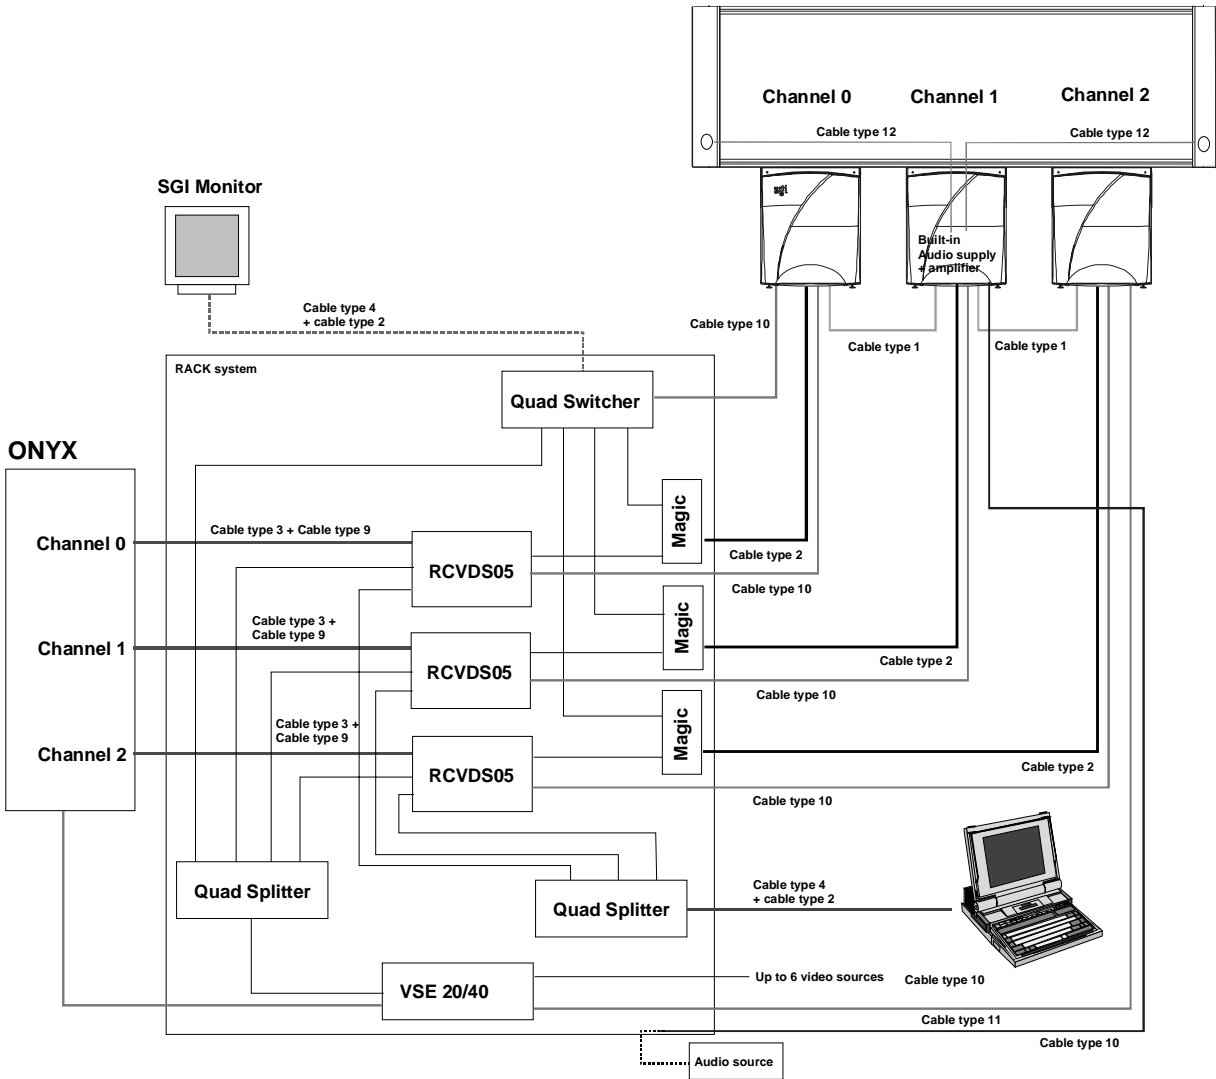 Channel 0
Channel 1
Channel 2
Cable type 12
Cable type 12
SGI Monitor
sgi
Built-in
Audio supply
+ amplifier
Cable type 4
+ cable type 2
Cable type 10
Cable type 1
Cable type 1
RACK system
Quad Switcher
ONYX
Magic
Cable type 3 + Cable type 9
Channel 0
Cable type 2
RCVDS05
Cable type 10
Magic
Cable type 3 +
Cable type 9
Channel 1
Cable type 2
RCVDS05
Cable type 10
Magic
Cable type 3 +
Cable type 9
Channel 2
Cable type 2
RCVDS05
Cable type 10
Quad Splitter
Quad Splitter
Cable type 4
+ cable type 2
VSE 20/40
Up to 6 video sources
Cable type 10
Cable type 11
Cable type 10
Audio source